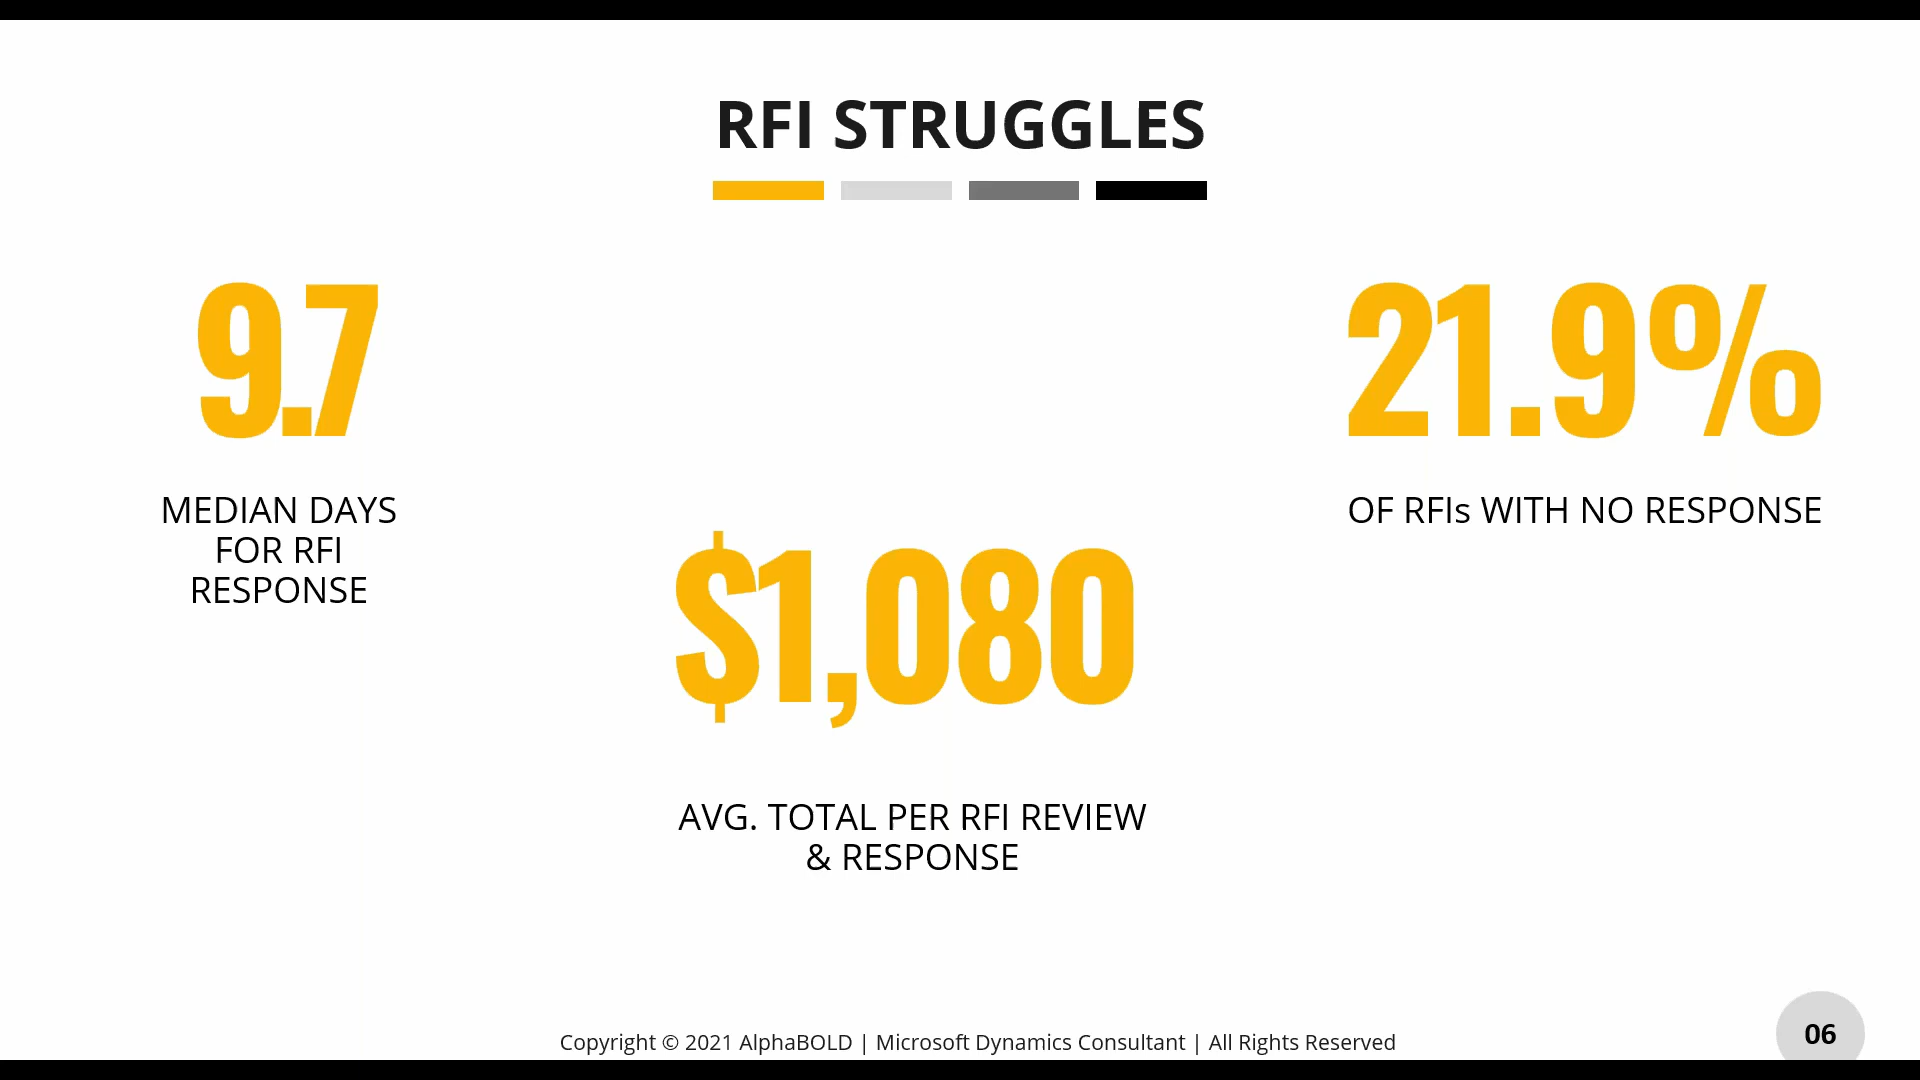 RFI STRUGGLES
9.7
MEDIAN DAYS
FOR RFI
RESPONSE
$1,080
AVG. TOTAL PER RFI REVIEW
& RESPONSE
21.9%
OF RFIs WITH NO RESPONSE
Copyright © 2021 AlphaBOLD | Microsoft Dynamics Consultant | All Rights Reserved
06